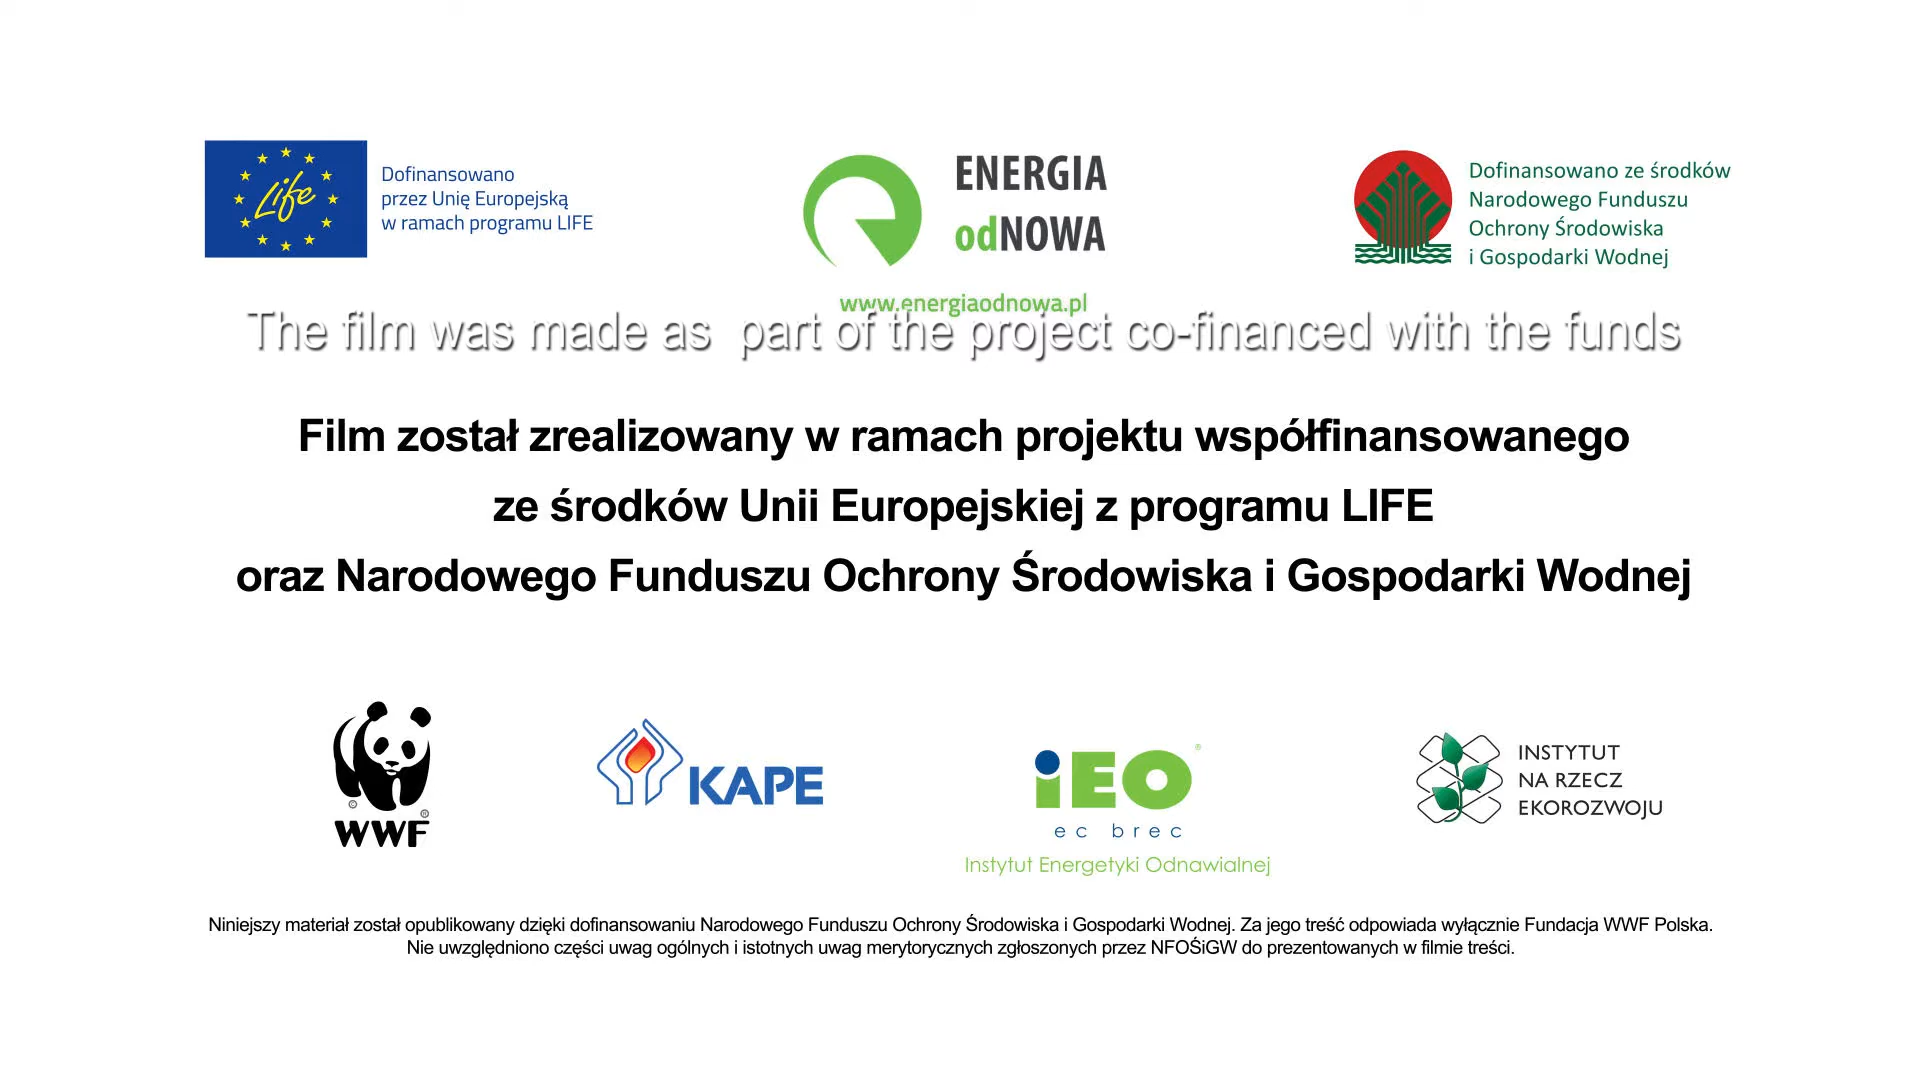 Life
Dofinansowano
przez Unię Europejską
w ramach programu LIFE
ENERGIA
odNOWA
www.energiaodnowa.pl
Dofinansowano ze środków
Narodowego Funduszu
Ochrony Środowiska
i Gospodarki Wodnej
The film was made as  part of the project co-financed with the funds
Film został zrealizowany w ramach projektu współfinansowanego
ze środków Unii Europejskiej z programu LIFE
oraz Narodowego Funduszu Ochrony Środowiska i Gospodarki Wodnej
©
®
WWF
KAPE
iEO®
ec brec
Instytut Energetyki Odnawialnej
INSTYTUT
NA RZECZ
EKOROZWOJU
Niniejszy materiał został opublikowany dzięki dofinansowaniu Narodowego Funduszu Ochrony Środowiska i Gospodarki Wodnej. Za jego treść odpowiada wyłącznie Fundacja WWF Polska.
Nie uwzględniono części uwag ogólnych i istotnych uwag merytorycznych zgłoszonych przez NFOŚiGW do prezentowanych w filmie treści.